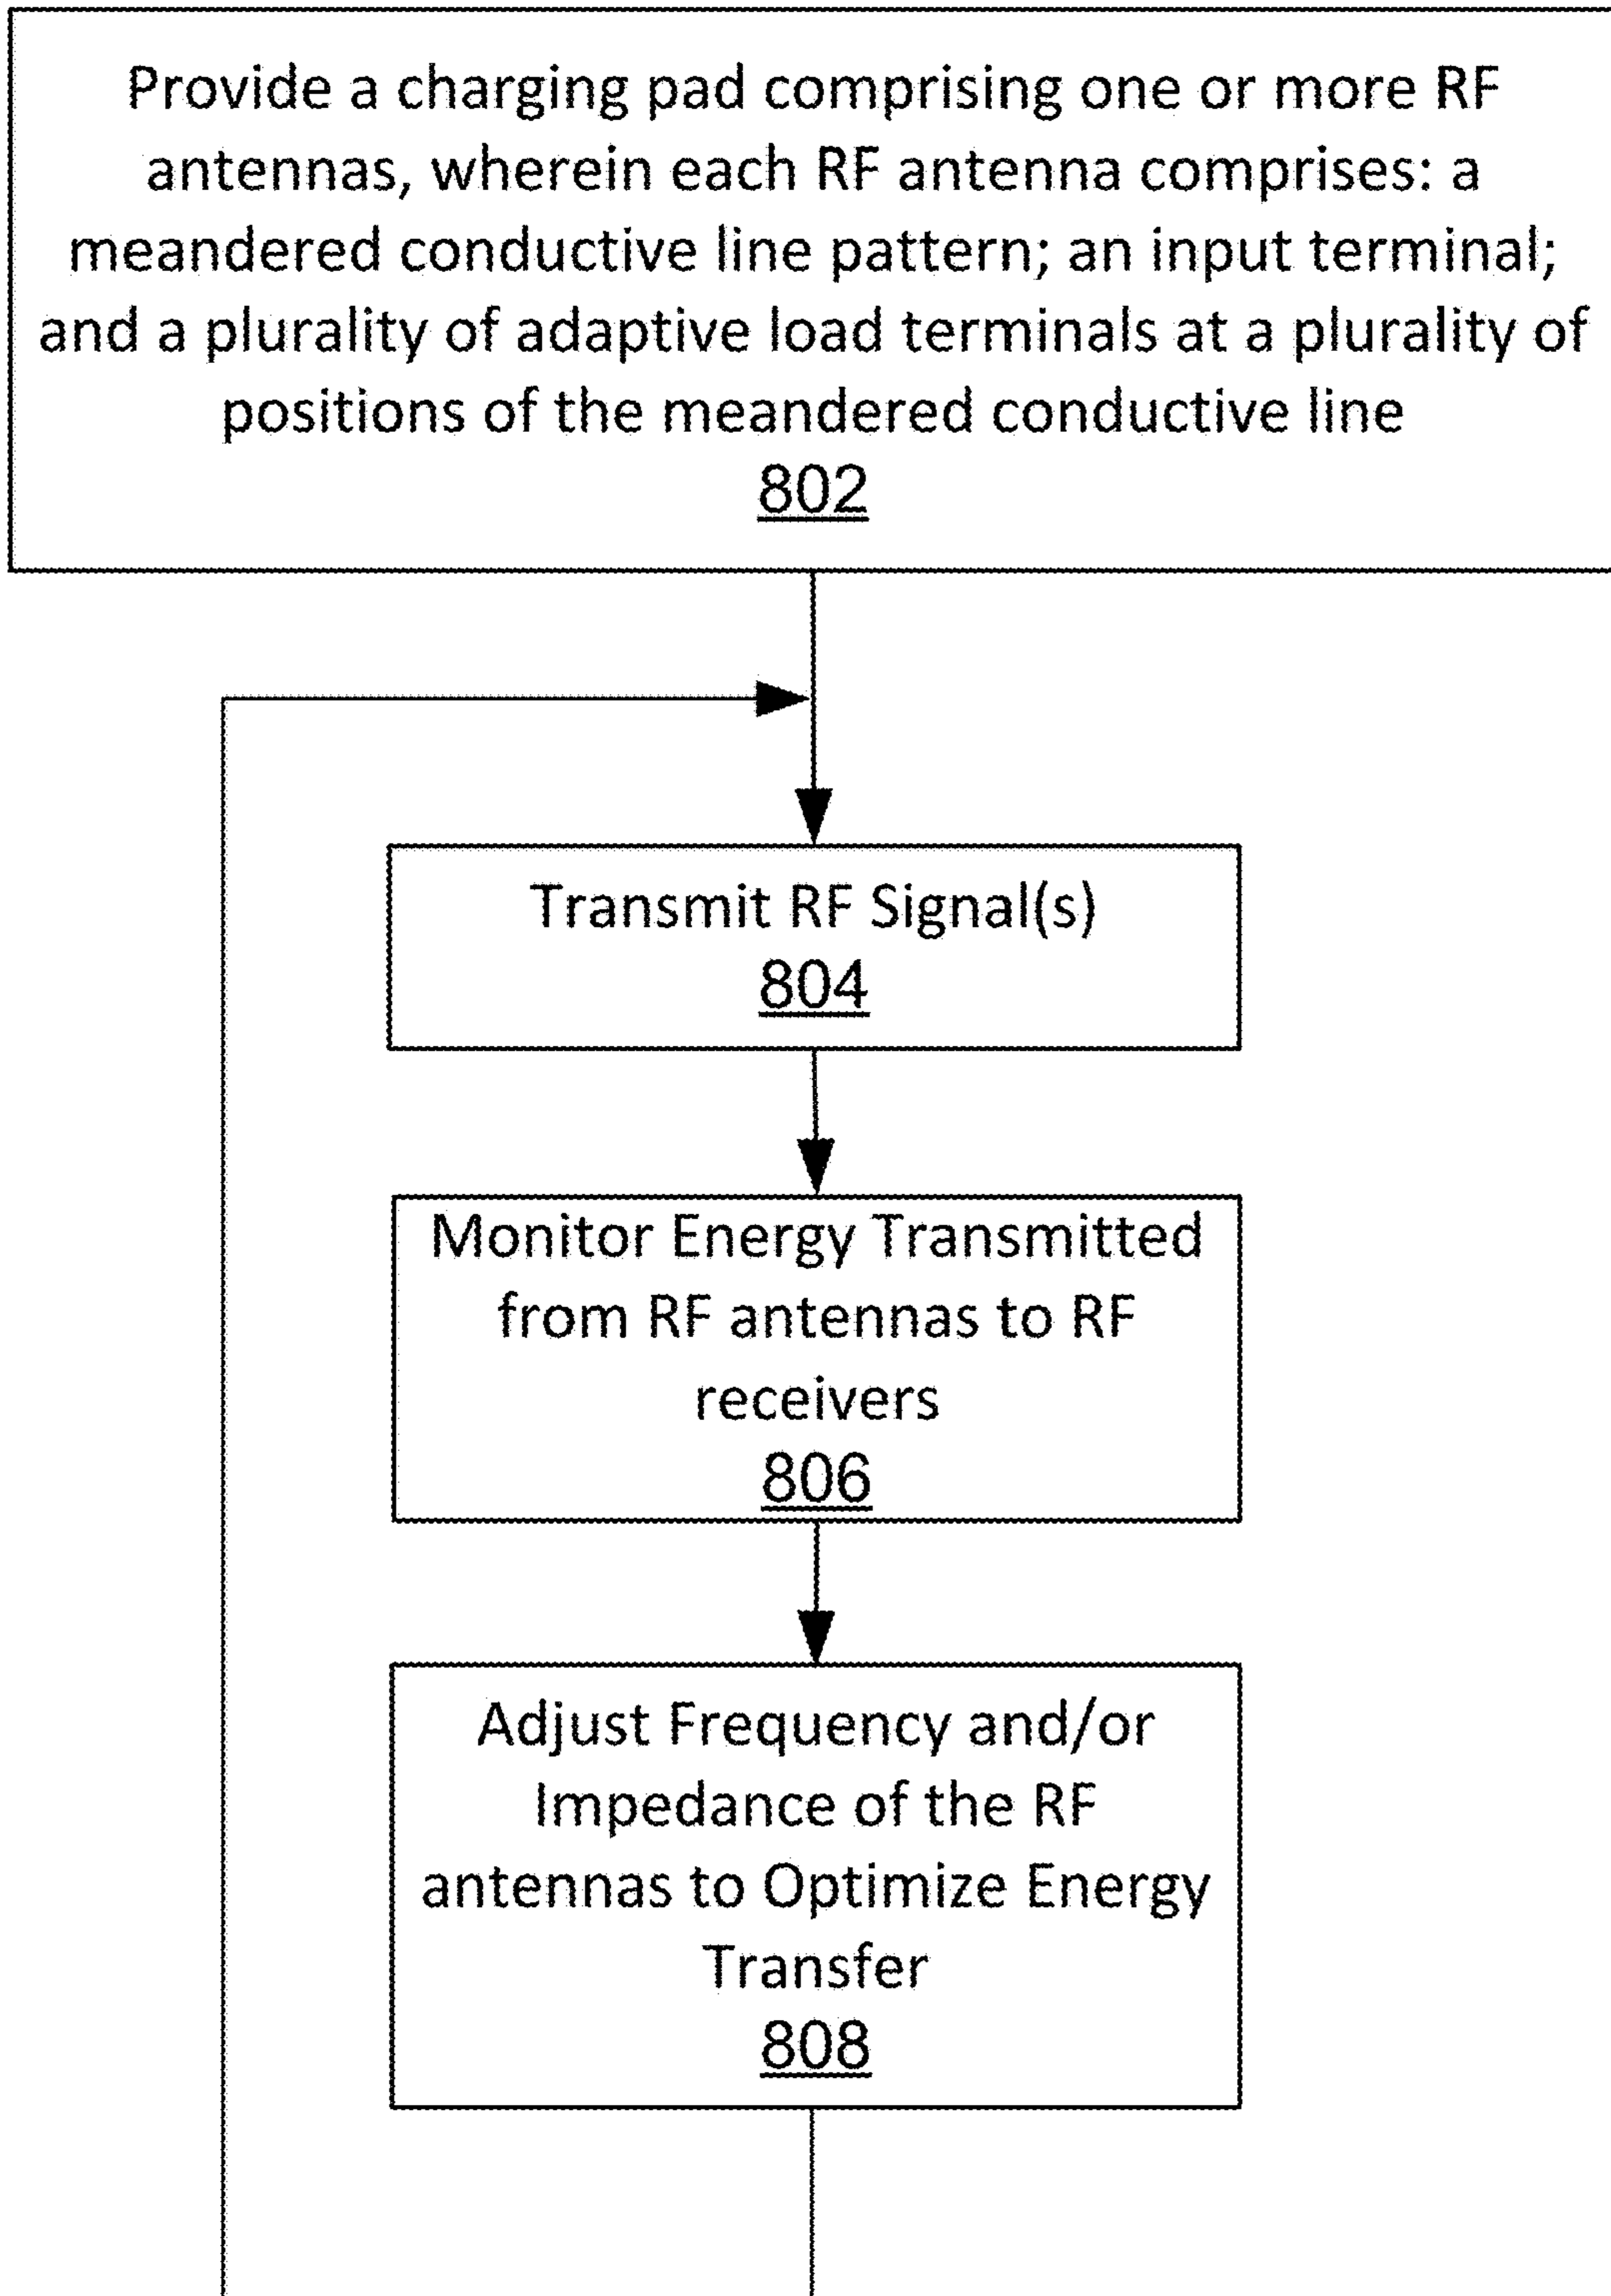 Provide a charging pad comprising one or more RF
antennas, wherein each RF antenna comprises: a
meandered conductive line pattern; an input terminal;
and a plurality of adaptive load terminals at a plurality of
positions of the meandered conductive line
802
Transmit RF Signal(s)
804
Monitor Energy Transmitted
from RF antennas to RF
receivers
806
Adjust Frequency and/or
Impedance of the RF
antennas to Optimize Energy
Transfer
808